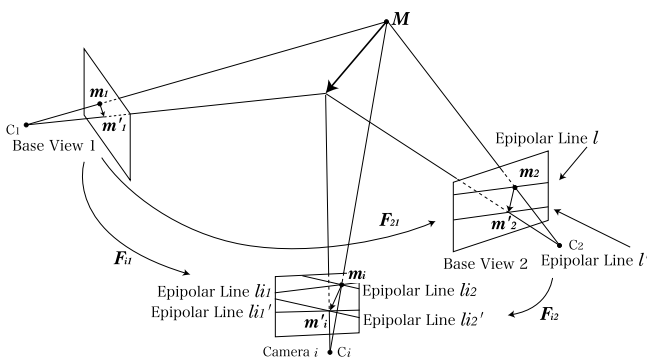 M
m1
C1
m'1
Base View 1
Epipolar Line l
m2
F21
m'2
C2
Base View 2
Epipolar Line l'
Fi1
mi
Epipolar Line li1
Epipolar Line li2
Epipolar Line li1'
m'i
Epipolar Line li2'
Fi2
Camera i
Ci